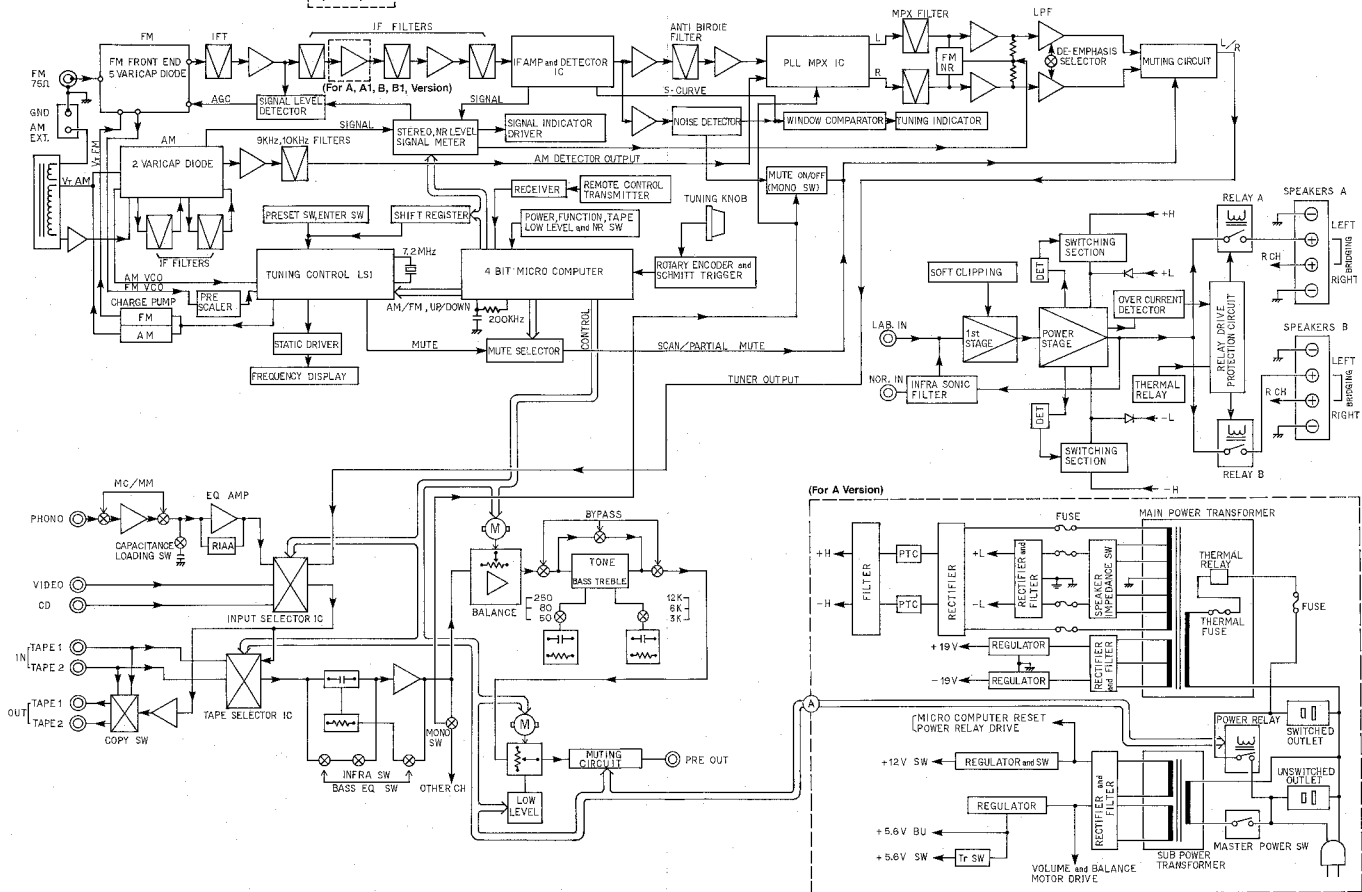 FM
IFT
IF FILTERS
ANTI BIRDIE
FILTER
MPX FILTER
LPF
FM FRONT END
5 VARICAP DIODE
FM
75Ω
IF AMP and DETECTOR
IC
PLL MPX IC
L
R
FM
NR
DE-EMPHASIS
SELECTOR
MUTING CIRCUIT
L/R
(For A, A1, B, B1, Version)
AGC
SIGNAL LEVEL
DETECTOR
SIGNAL
S-CURVE
GND
AM
EXT.
SIGNAL
STEREO, NR LEVEL
SIGNAL METER
SIGNAL INDICATOR
DRIVER
NOISE DETECTOR
WINDOW COMPARATOR
TUNING INDICATOR
VT FM
VT AM
AM
2 VARICAP DIODE
9KHz,10KHz FILTERS
AM DETECTOR OUTPUT
MUTE ON/OFF
(MONO SW)
RECEIVER
REMOTE CONTROL
TRANSMITTER
TUNING KNOB
PRESET SW, ENTER SW
SHIFT REGISTER
POWER, FUNCTION, TAPE
LOW LEVEL and NR SW
IF FILTERS
7.2 MHz
TUNING CONTROL LSI
4 BIT MICRO COMPUTER
ROTARY ENCODER and
SCHMITT TRIGGER
AM VCO
FM VCO
PRE
SCALER
CHARGE PUMP
FM
AM
AM/FM, UP/DOWN
200KHz
CONTROL
STATIC DRIVER
MUTE
MUTE SELECTOR
SCAN/PARTIAL MUTE
FREQUENCY DISPLAY
TUNER OUTPUT
RELAY A
SPEAKERS A
+H
SWITCHING
SECTION
+L
DET
SOFT CLIPPING
R CH
LEFT
BRIDGING
RIGHT
OVER CURRENT
DETECTOR
LAB. IN
1st
STAGE
POWER
STAGE
RELAY DRIVE
PROTECTION CIRCUIT
SPEAKERS B
NOR. IN
INFRA SONIC
FILTER
THERMAL
RELAY
LEFT
R CH
BRIDGING
RIGHT
DET
-L
SWITCHING
SECTION
RELAY B
-H
MC/MM
EQ AMP
PHONO
RIAA
CAPACITANCE
LOADING SW
VIDEO
CD
INPUT SELECTOR IC
M
BYPASS
BALANCE
TONE
BASS TREBLE
250
80
50
12K
6K
3K
IN
TAPE 1
TAPE 2
OUT
TAPE 1
TAPE 2
COPY SW
TAPE SELECTOR IC
INFRA SW
BASS EQ SW
MONO
SW
OTHER CH
M
MUTING
CIRCUIT
PRE OUT
LOW
LEVEL
(For A Version)
FUSE
MAIN POWER TRANSFORMER
+H
-H
FILTER
PTC
PTC
RECTIFIER
+L
-L
RECTIFIER and
FILTER
SPEAKER
IMPEDANCE SW
THERMAL
RELAY
THERMAL
FUSE
FUSE
+19V
REGULATOR
-19V
REGULATOR
RECTIFIER
and FILTER
A
MICRO COMPUTER RESET
POWER RELAY DRIVE
POWER RELAY
SWITCHED
OUTLET
+12V SW
REGULATOR and SW
UNSWITCHED
OUTLET
REGULATOR
RECTIFIER and
FILTER
+5.6V BU
+5.6V SW
Tr SW
VOLUME and BALANCE
MOTOR DRIVE
SUB POWER
TRANSFORMER
MASTER POWER SW